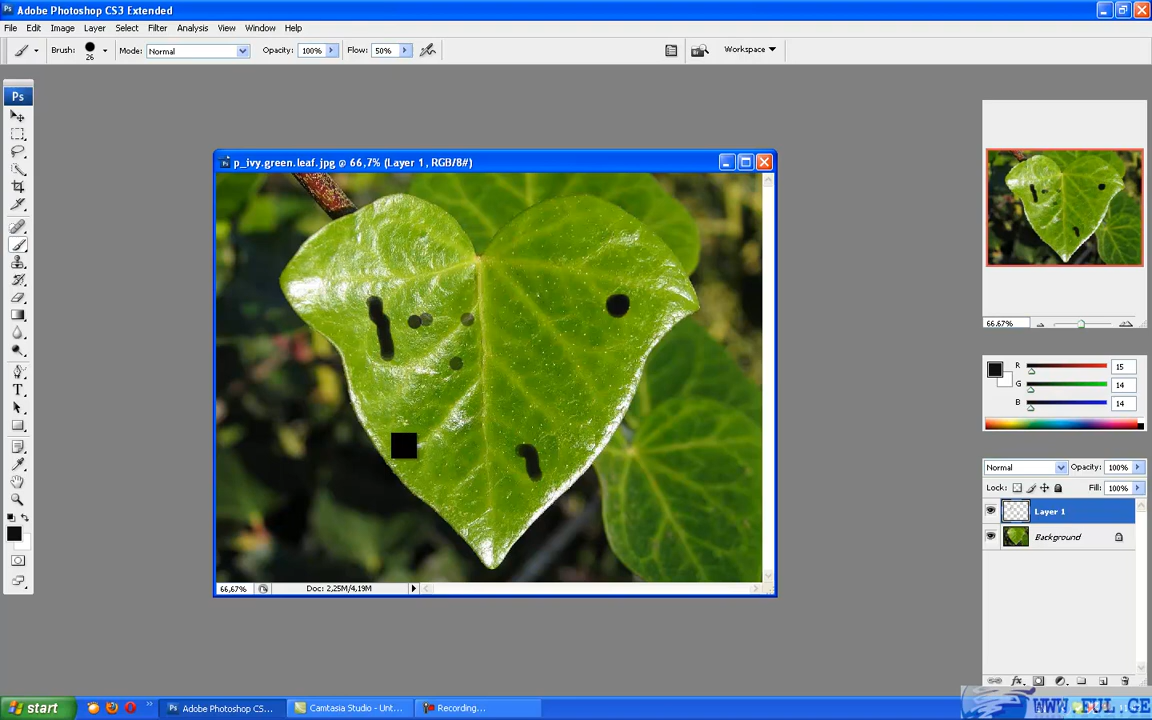 Adobe Photoshop CS3 Extended
File Edit Image Layer Select Filter Analysis View Window Help
Brush: 26 Mode: Normal Opacity: 100% Flow: 50% Workspace
Ps
p_ivy.green.leaf.jpg @ 66,7% (Layer 1, RGB/8#)
66,67% Doc: 2,25M/4,19M
66.67%
R 15
G 14
B 14
Normal Opacity: 100%
Lock: Fill: 100%
Layer 1
Background
start Adobe Photoshop CS... Camtasia Studio - Unt... Recording...
WWW.EUL.GE